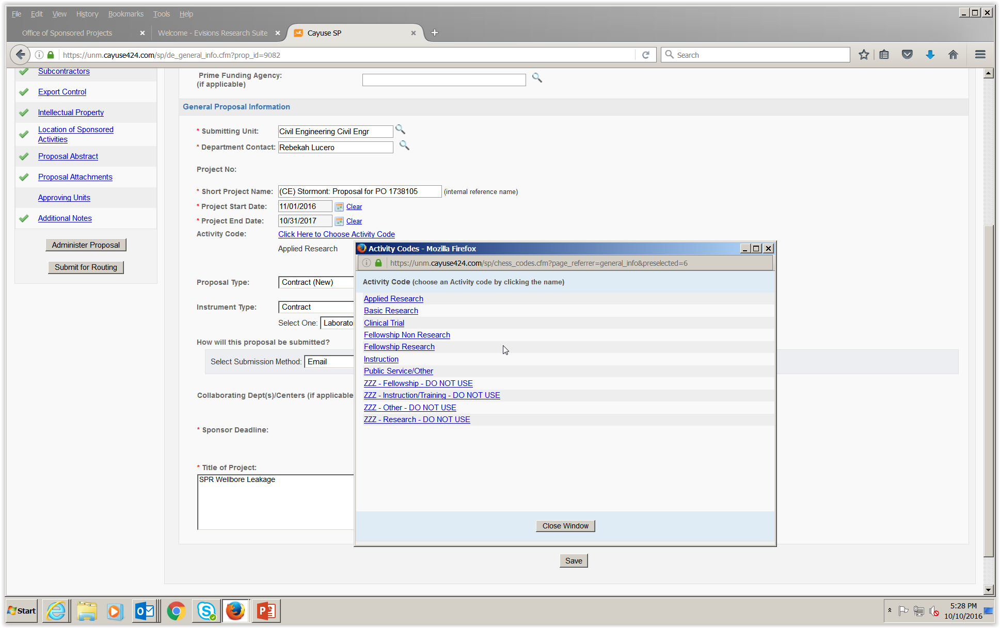 File Edit View History Bookmarks Tools Help
Office of Sponsored Projects Welcome - Evisions Research Suite Cayuse SP
https://unm.cayuse424.com/sp/de_general_info.cfm?prop_id=9082 Search
Subcontractors
Export Control
Intellectual Property
Location of Sponsored
Activities
Proposal Abstract
Proposal Attachments
Approving Units
Additional Notes
Administer Proposal
Submit for Routing
Prime Funding Agency:
(if applicable)
General Proposal Information
* Submitting Unit: Civil Engineering Civil Engr
* Department Contact: Rebekah Lucero
Project No:
* Short Project Name: (CE) Stormont: Proposal for PO 1738105 (internal reference name)
* Project Start Date: 11/01/2016 Clear
* Project End Date: 10/31/2017 Clear
Activity Code: Click Here to Choose Activity Code
Applied Research
Proposal Type: Contract (New)
Instrument Type: Contract
Select One: Laborato
How will this proposal be submitted?
Select Submission Method: Email
Collaborating Dept(s)/Centers (if applicable
* Sponsor Deadline:
* Title of Project:
SPR Wellbore Leakage
Save
Activity Codes - Mozilla Firefox
https://unm.cayuse424.com/sp/chess_codes.cfm?page_referrer=general_info&preselected=6
Activity Code (choose an Activity code by clicking the name)
Applied Research
Basic Research
Clinical Trial
Fellowship Non Research
Fellowship Research
Instruction
Public Service/Other
ZZZ - Fellowship - DO NOT USE
ZZZ - Instruction/Training - DO NOT USE
ZZZ - Other - DO NOT USE
ZZZ - Research - DO NOT USE
Close Window
Start
5:28 PM
10/10/2016